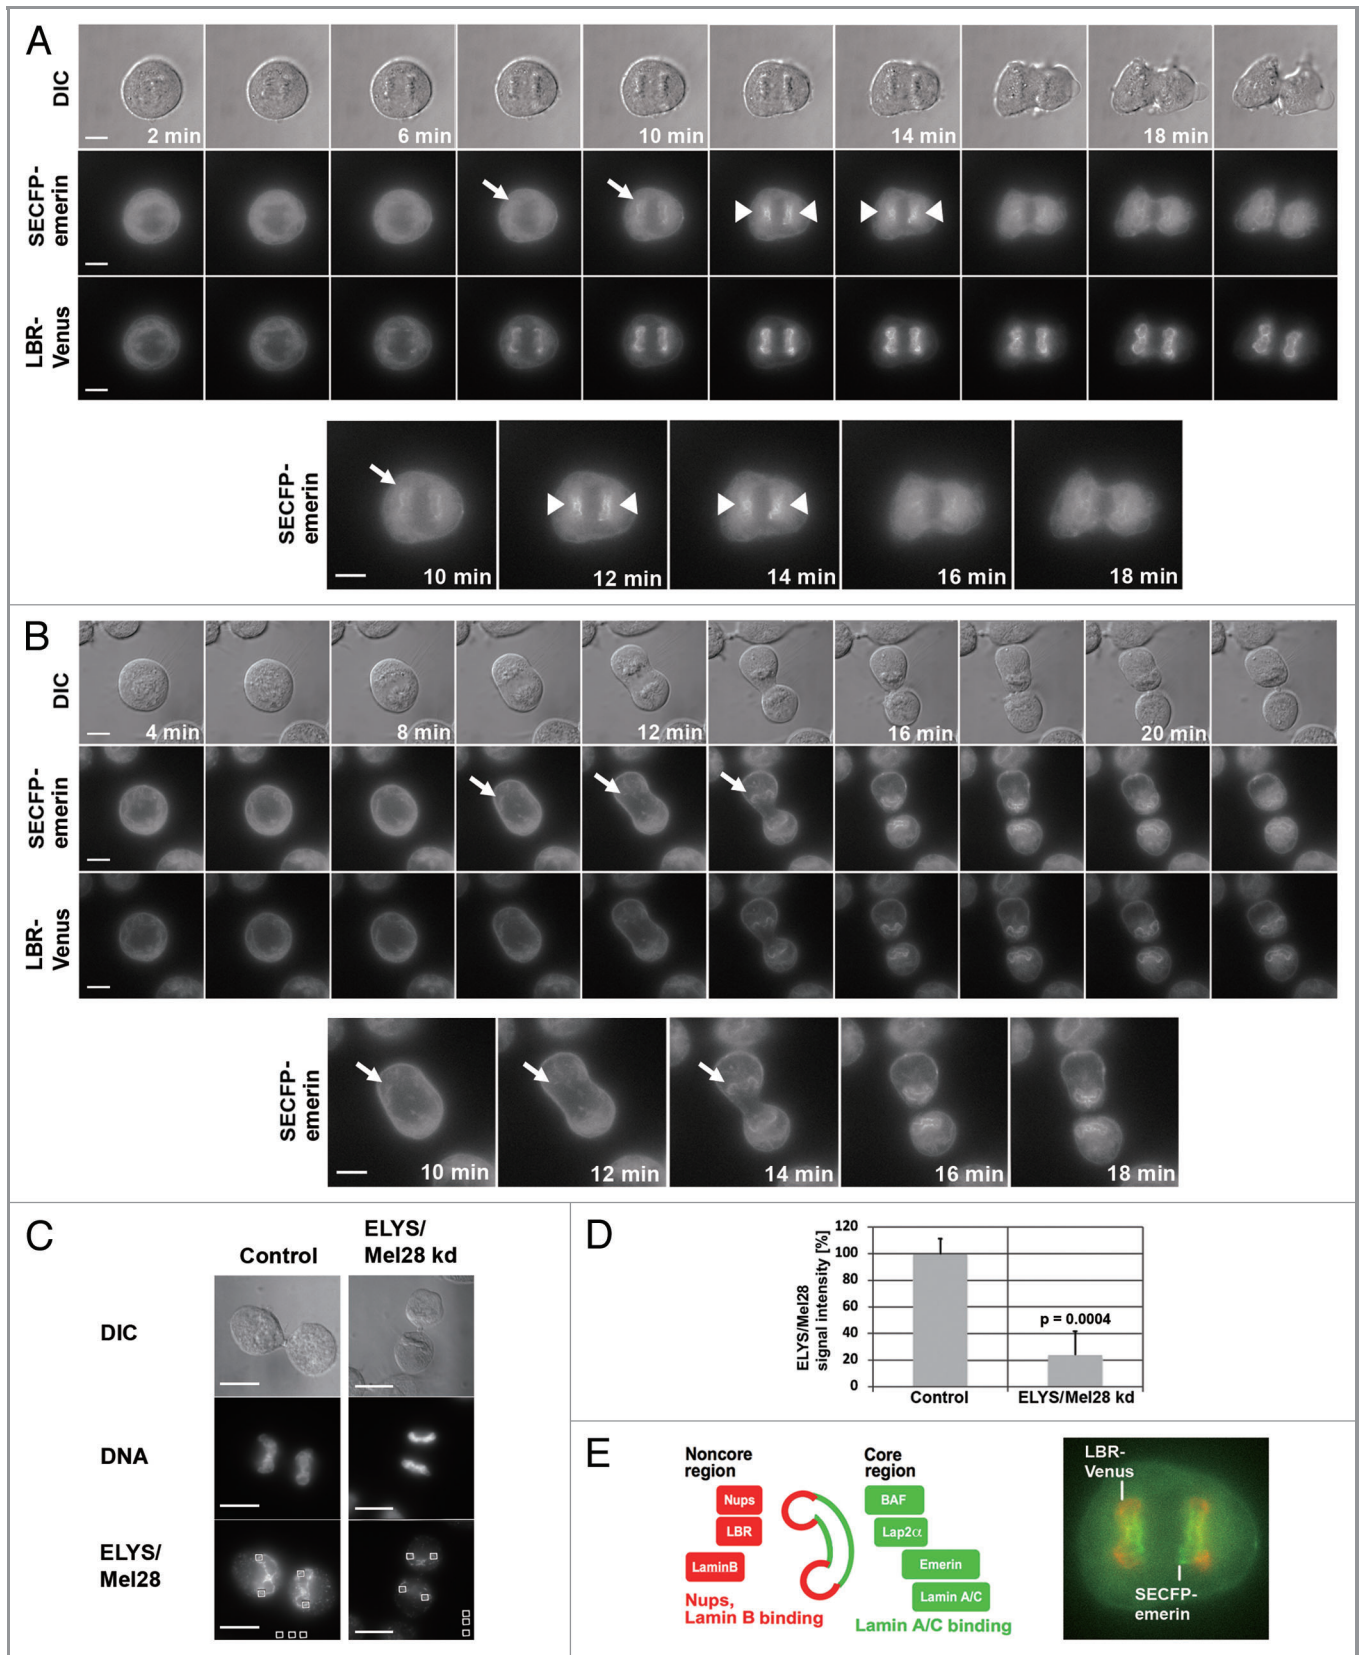 A
DIC
2 min
6 min
10 min
14 min
18 min
SECFP-
emerin
LBR-
Venus
SECFP-
emerin
10 min
12 min
14 min
16 min
18 min
B
DIC
4 min
8 min
12 min
16 min
20 min
SECFP-
emerin
LBR-
Venus
SECFP-
emerin
10 min
12 min
14 min
16 min
18 min
C
Control
ELYS/
Mel28 kd
DIC
DNA
ELYS/
Mel28
D
ELYS/Mel28
signal intensity [%]
120
100
80
60
40
20
0
p = 0.0004
Control
ELYS/Mel28 kd
E
Noncore
region
Nups
LBR
LaminB
Nups,
Lamin B binding
Core
region
BAF
Lap2α
Emerin
Lamin A/C
Lamin A/C binding
LBR-
Venus
SECFP-
emerin